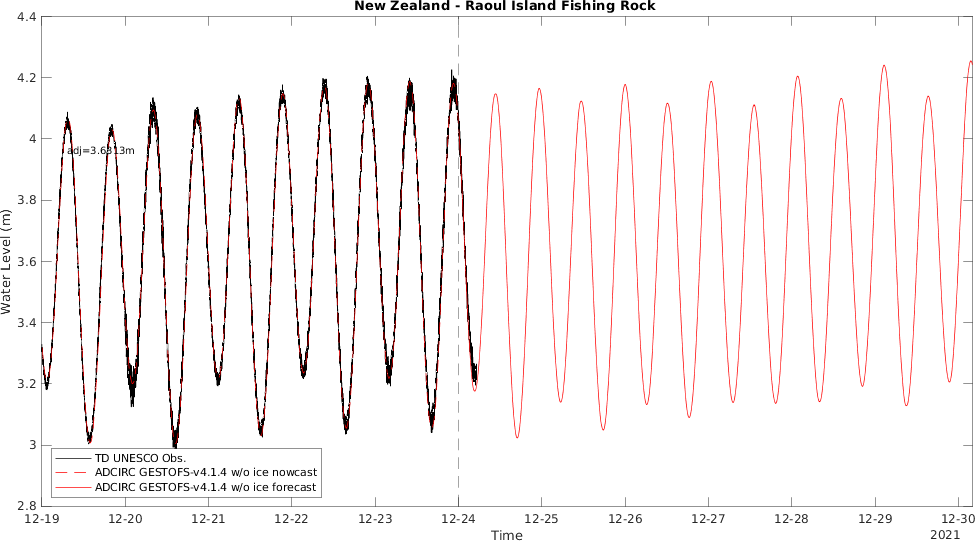 New Zealand - Raoul Island Fishing Rock
4.4
4.2
4
3.8
3.6
3.4
3.2
3
2.8
Water Level (m)
adj=3.6313m
TD UNESCO Obs.
ADCIRC GESTOFS-v4.1.4 w/o ice nowcast
ADCIRC GESTOFS-v4.1.4 w/o ice forecast
12-19 12-20 12-21 12-22 12-23 12-24 12-25 12-26 12-27 12-28 12-29 12-30
Time
2021